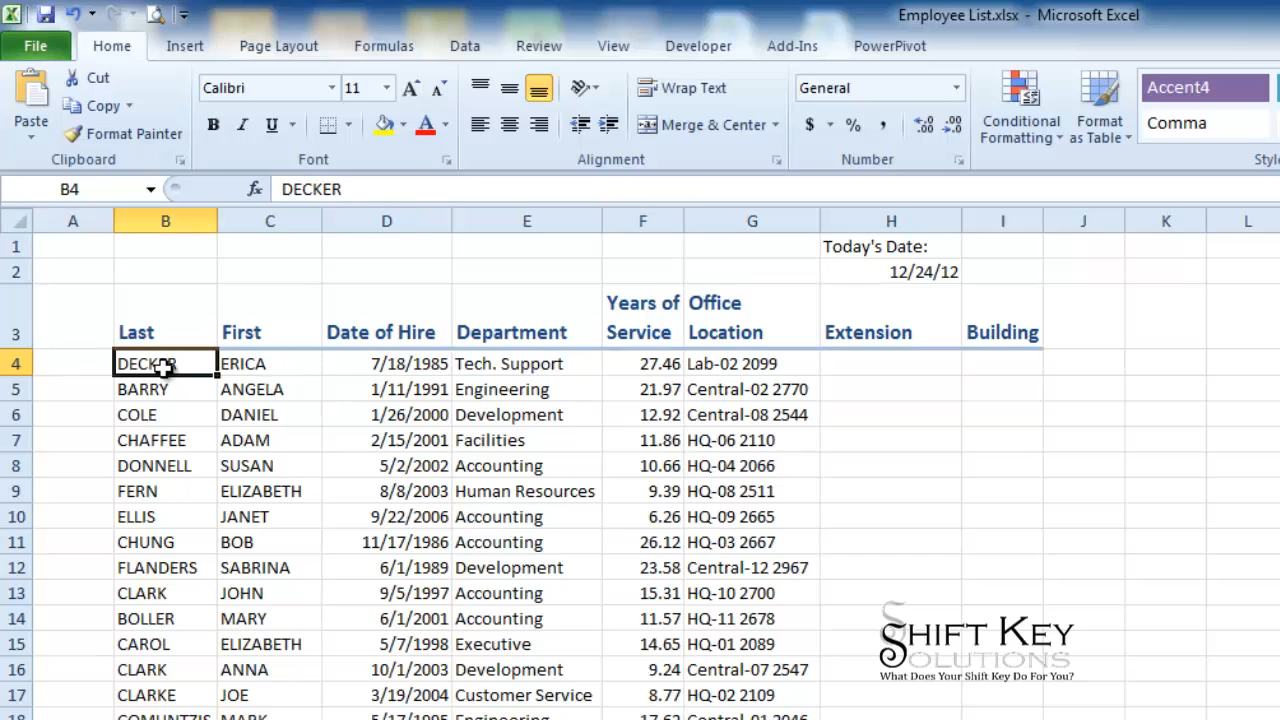 Employee List.xlsx - Microsoft Excel
File Home Insert Page Layout Formulas Data Review View Developer Add-Ins PowerPivot
Cut
Copy
Format Painter
Paste
Clipboard
Calibri 11
B I U
Font
Wrap Text
Merge & Center
Alignment
General
$ % ,
Number
Conditional Formatting
Format as Table
Accent4
Comma
B4 fx DECKER
A B C D E F G H I J K L
1 Today's Date:
2 12/24/12
3 Last First Date of Hire Department Years of Service Office Location Extension Building
4 DECKER ERICA 7/18/1985 Tech. Support 27.46 Lab-02 2099
5 BARRY ANGELA 1/11/1991 Engineering 21.97 Central-02 2770
6 COLE DANIEL 1/26/2000 Development 12.92 Central-08 2544
7 CHAFFEE ADAM 2/15/2001 Facilities 11.86 HQ-06 2110
8 DONNELL SUSAN 5/2/2002 Accounting 10.66 HQ-04 2066
9 FERN ELIZABETH 8/8/2003 Human Resources 9.39 HQ-08 2511
10 ELLIS JANET 9/22/2006 Accounting 6.26 HQ-09 2665
11 CHUNG BOB 11/17/1986 Accounting 26.12 HQ-03 2667
12 FLANDERS SABRINA 6/1/1989 Development 23.58 Central-12 2967
13 CLARK JOHN 9/5/1997 Accounting 15.31 HQ-10 2700
14 BOLLER MARY 6/1/2001 Accounting 11.57 HQ-11 2678
15 CAROL ELIZABETH 5/7/1998 Executive 14.65 HQ-01 2089
16 CLARK ANNA 10/1/2003 Development 9.24 Central-07 2547
17 CLARKE JOE 3/19/2004 Customer Service 8.77 HQ-02 2109
SHIFT KEY
SOLUTIONS
What Does Your Shift Key Do For You?